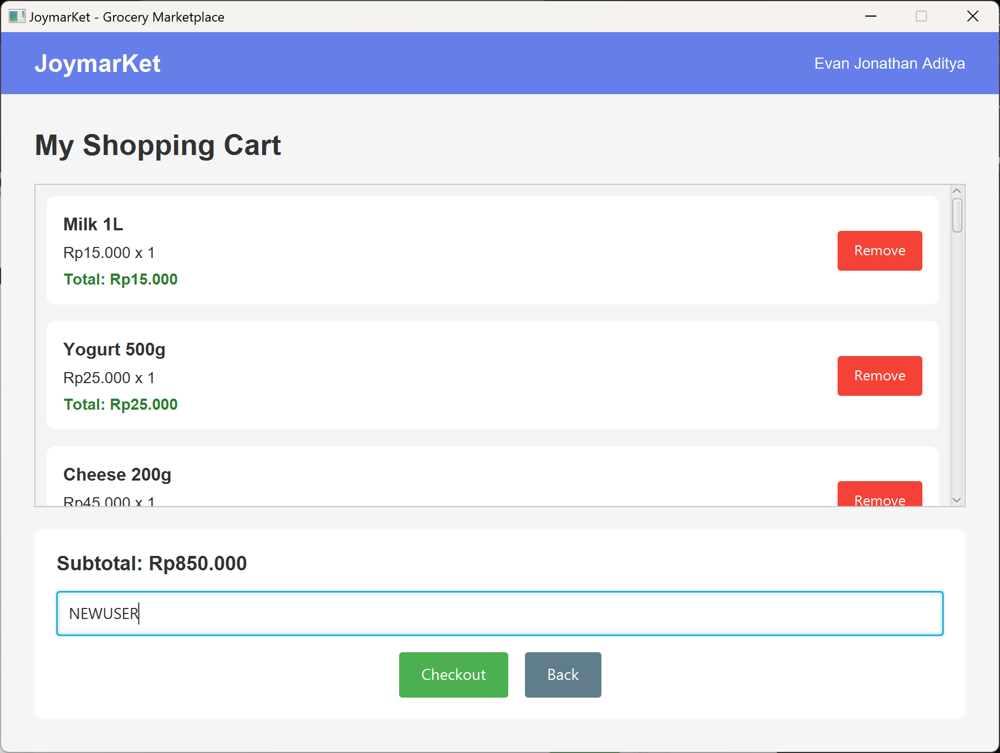 JoymarKet - Grocery Marketplace
JoymarKet
Evan Jonathan Aditya
My Shopping Cart
Milk 1L
Rp15.000 x 1
Total: Rp15.000
Remove
Yogurt 500g
Rp25.000 x 1
Total: Rp25.000
Remove
Cheese 200g
Rp45.000 x 1
Remove
Subtotal: Rp850.000
NEWUSER
Checkout
Back